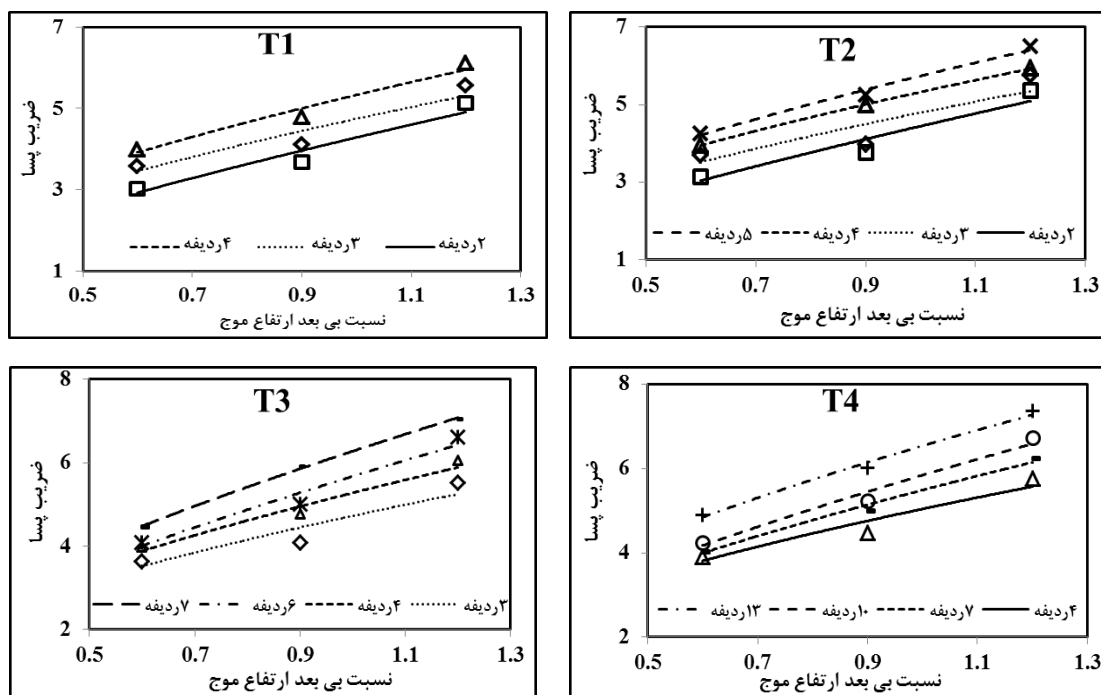 T1
7
5
3
1
ضریب پسا
۴ردیفه
۳ردیفه
۲ردیفه
0.5
0.7
0.9
1.1
1.3
نسبت بی بعد ارتفاع موج
T2
7
5
3
1
ضریب پسا
۵ردیفه
۴ردیفه
۳ردیفه
۲ردیفه
0.5
0.7
0.9
1.1
1.3
نسبت بی بعد ارتفاع موج
T3
8
6
4
2
ضریب پسا
۷ردیفه
۶ردیفه
۴ردیفه
۳ردیفه
0.5
0.7
0.9
1.1
1.3
نسبت بی بعد ارتفاع موج
T4
8
6
4
2
ضریب پسا
۱۳ردیفه
۱۰ردیفه
۷ردیفه
۴ردیفه
0.5
0.7
0.9
1.1
1.3
نسبت بی بعد ارتفاع موج